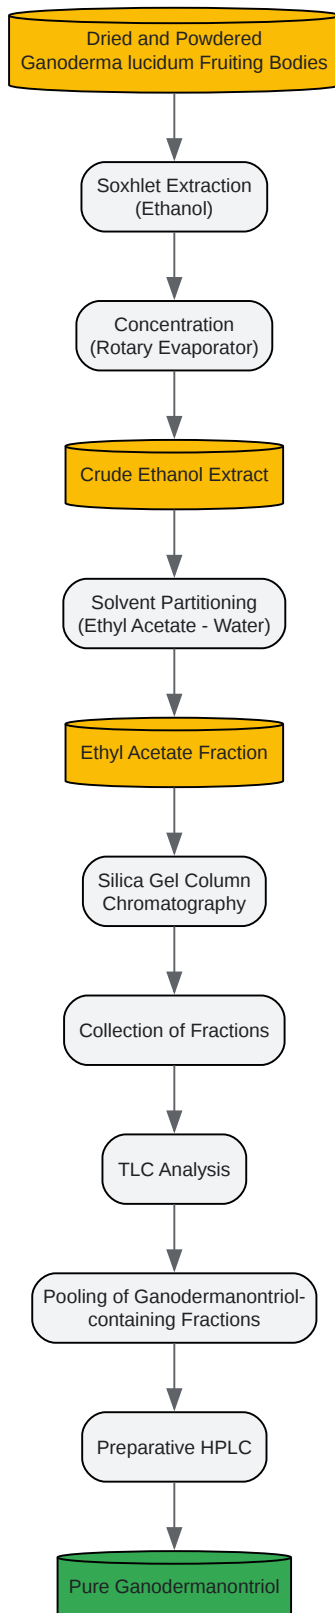 Dried and Powdered
Ganoderma lucidum Fruiting Bodies
Soxhlet Extraction
(Ethanol)
Concentration
(Rotary Evaporator)
Crude Ethanol Extract
Solvent Partitioning
(Ethyl Acetate - Water)
Ethyl Acetate Fraction
Silica Gel Column
Chromatography
Collection of Fractions
TLC Analysis
Pooling of Ganodermanontriol-
containing Fractions
Preparative HPLC
Pure Ganodermanontriol